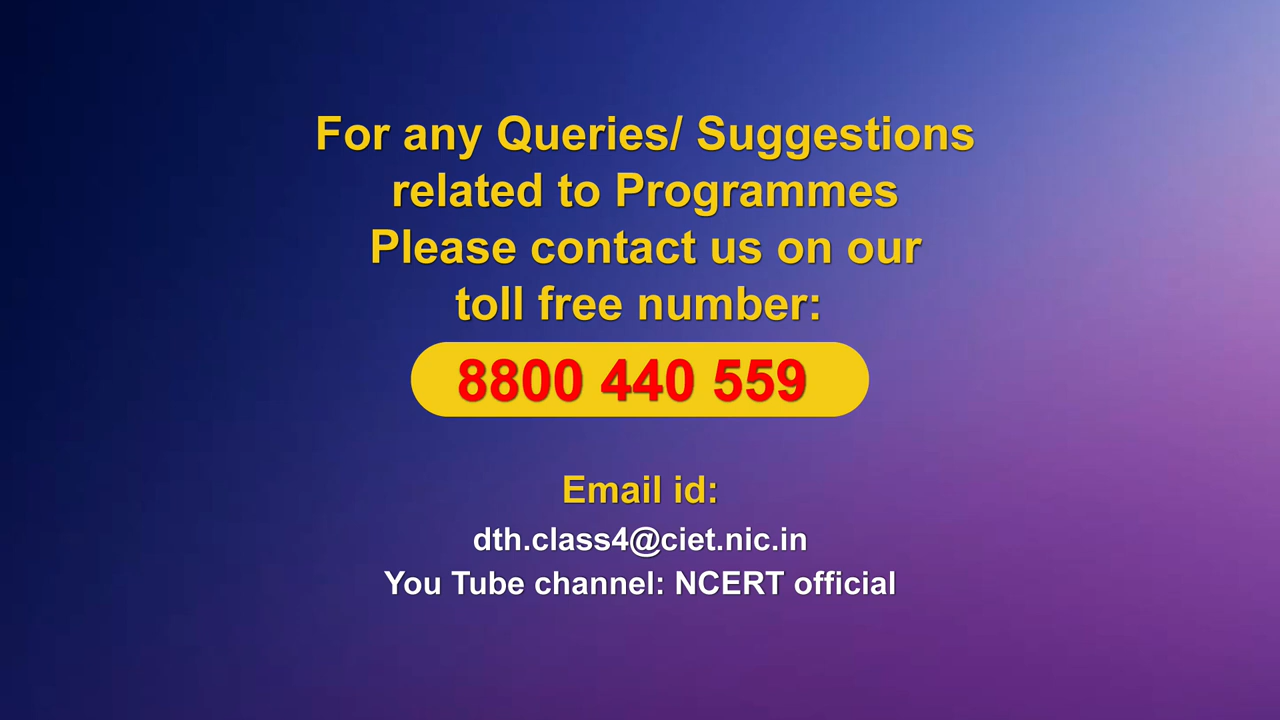 For any Queries/ Suggestions
related to Programmes
Please contact us on our
toll free number:
8800 440 559
Email id:
dth.class4@ciet.nic.in
You Tube channel: NCERT official